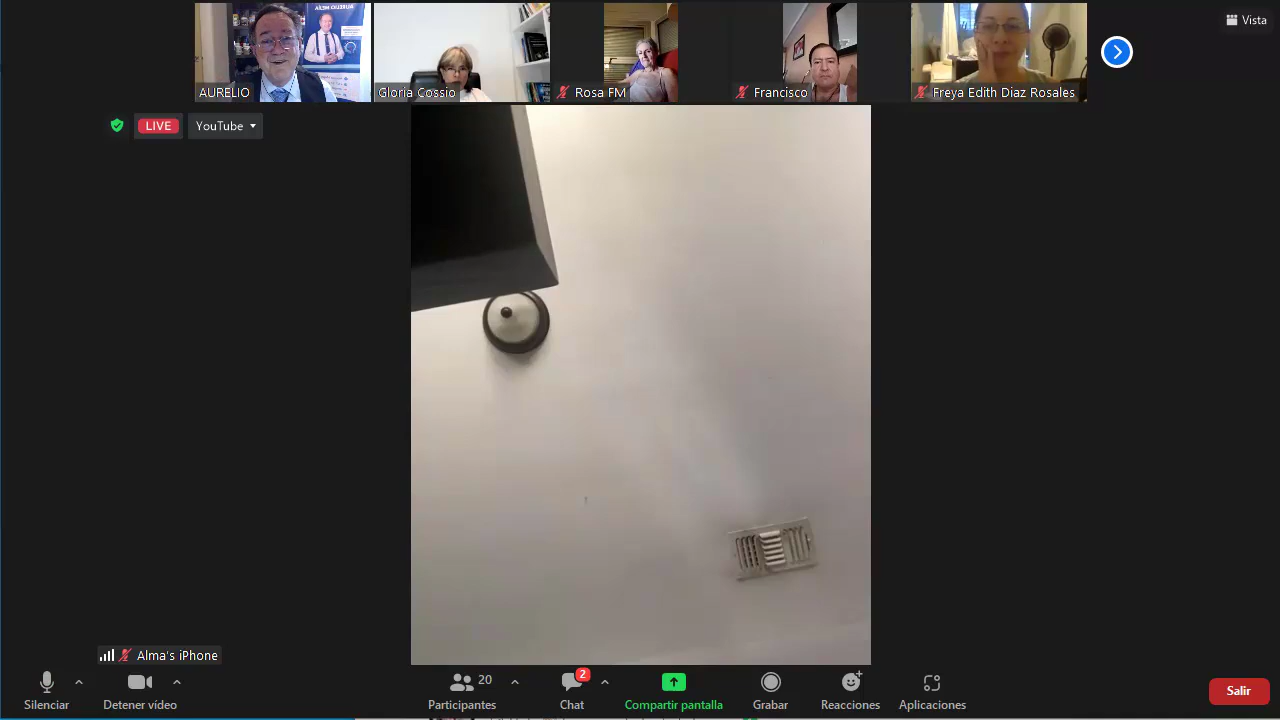 AURELIO
Gloria Cossio
Rosa FM
Francisco
Freya Edith Diaz Rosales
Vista
LIVE
YouTube
Alma's iPhone
Silenciar
Detener vídeo
20
Participantes
2
Chat
Compartir pantalla
Grabar
Reacciones
Aplicaciones
Salir